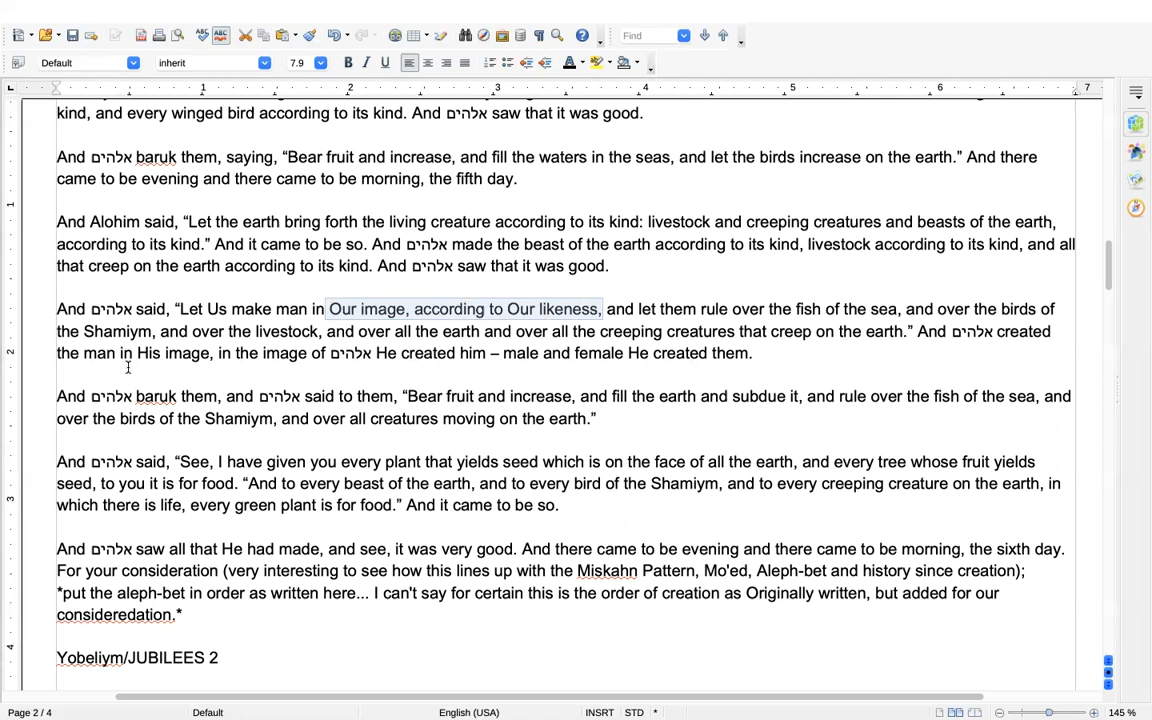 Find
Default
inherit
7.9
B I U
1 2 3 4 5 6 7
kind, and every winged bird according to its kind. And אלהים saw that it was good.
And אלהים baruk them, saying, “Bear fruit and increase, and fill the waters in the seas, and let the birds increase on the earth.” And there
came to be evening and there came to be morning, the fifth day.
And Alohim said, “Let the earth bring forth the living creature according to its kind: livestock and creeping creatures and beasts of the earth,
according to its kind.” And it came to be so. And אלהים made the beast of the earth according to its kind, livestock according to its kind, and all
that creep on the earth according to its kind. And אלהים saw that it was good.
And אלהים said, “Let Us make man in Our image, according to Our likeness, and let them rule over the fish of the sea, and over the birds of
the Shamiym, and over the livestock, and over all the earth and over all the creeping creatures that creep on the earth.” And אלהים created
the man in His image, in the image of אלהים He created him – male and female He created them.
And אלהים baruk them, and אלהים said to them, “Bear fruit and increase, and fill the earth and subdue it, and rule over the fish of the sea, and
over the birds of the Shamiym, and over all creatures moving on the earth.”
And אלהים said, “See, I have given you every plant that yields seed which is on the face of all the earth, and every tree whose fruit yields
seed, to you it is for food. “And to every beast of the earth, and to every bird of the Shamiym, and to every creeping creature on the earth, in
which there is life, every green plant is for food.” And it came to be so.
And אלהים saw all that He had made, and see, it was very good. And there came to be evening and there came to be morning, the sixth day.
For your consideration (very interesting to see how this lines up with the Miskahn Pattern, Mo'ed, Aleph-bet and history since creation);
*put the aleph-bet in order as written here... I can't say for certain this is the order of creation as Originally written, but added for our
consideredation.*
Yobeliym/JUBILEES 2
Page 2 / 4
Default
English (USA)
INSRT
STD
*
145 %